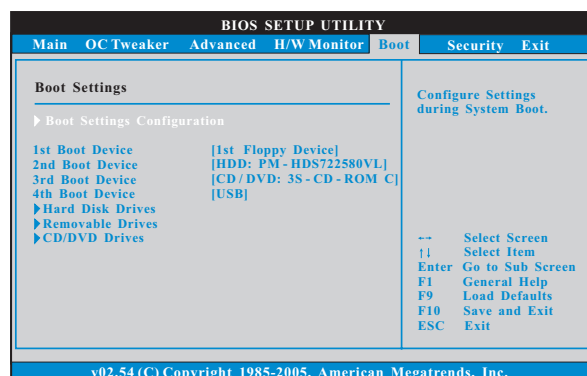 BIOS SETUP UTILITY
Main OC Tweaker Advanced H/W Monitor Boot Security Exit
Boot Settings
Boot Settings Configuration
1st Boot Device [1st Floppy Device]
2nd Boot Device [HDD: PM-HDS722580VL]
3rd Boot Device [CD/DVD: 3S-CD-ROM C]
4th Boot Device [USB]
Hard Disk Drives
Removable Drives
CD/DVD Drives
Configure Settings
during System Boot.
←→ Select Screen
↑↓ Select Item
Enter Go to Sub Screen
F1 General Help
F9 Load Defaults
F10 Save and Exit
ESC Exit
v02.54 (C) Copyright 1985-2005, American Megatrends, Inc.